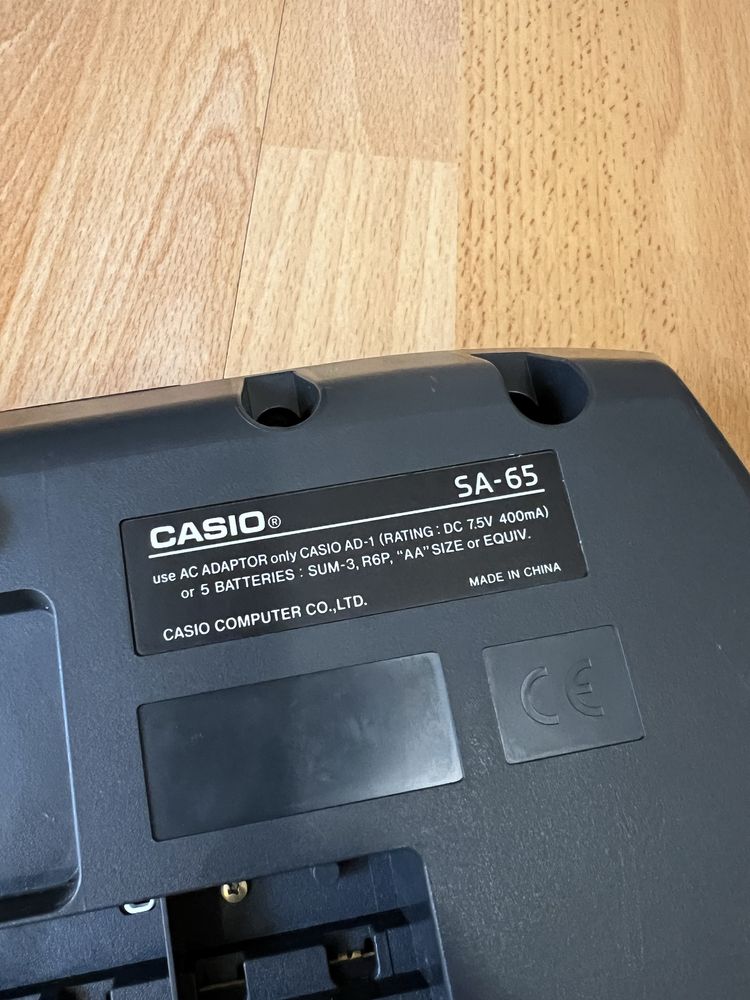 SA-65
CASIO®
use AC ADAPTOR only CASIO AD-1 (RATING : DC 7.5V 400mA)
or 5 BATTERIES : SUM-3, R6P, “AA” SIZE or EQUIV.
MADE IN CHINA
CASIO COMPUTER CO.,LTD.
CE